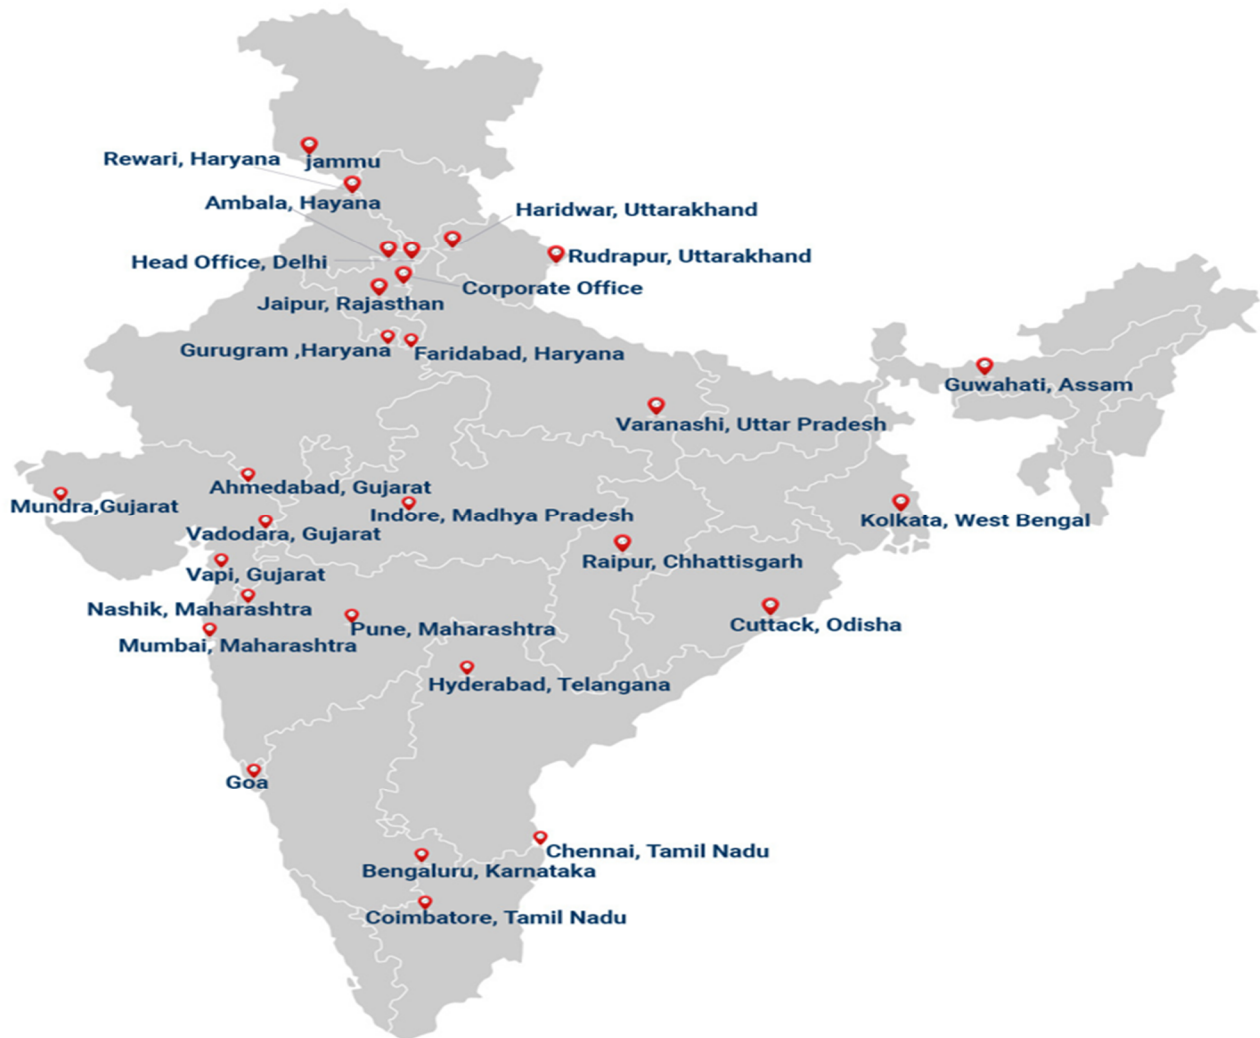 Rewari, Haryana
jammu
Ambala, Hayana
Haridwar, Uttarakhand
Head Office, Delhi
Rudrapur, Uttarakhand
Corporate Office
Jaipur, Rajasthan
Gurugram ,Haryana
Faridabad, Haryana
Guwahati, Assam
Varanashi, Uttar Pradesh
Ahmedabad, Gujarat
Mundra,Gujarat
Indore, Madhya Pradesh
Kolkata, West Bengal
Vadodara, Gujarat
Raipur, Chhattisgarh
Vapi, Gujarat
Nashik, Maharashtra
Cuttack, Odisha
Pune, Maharashtra
Mumbai, Maharashtra
Hyderabad, Telangana
Goa
Chennai, Tamil Nadu
Bengaluru, Karnataka
Coimbatore, Tamil Nadu